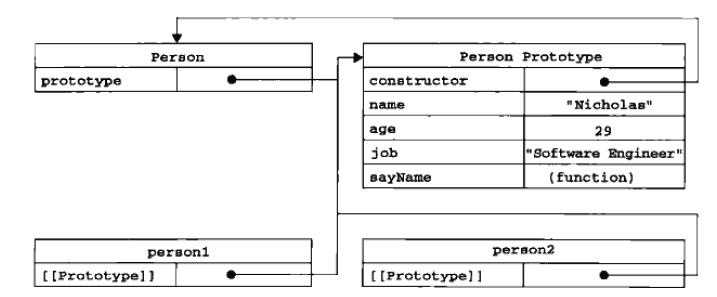 Person
prototype
Person Prototype
constructor
name "Nicholas"
age 29
job "Software Engineer"
sayName (function)
person1
[[Prototype]]
person2
[[Prototype]]